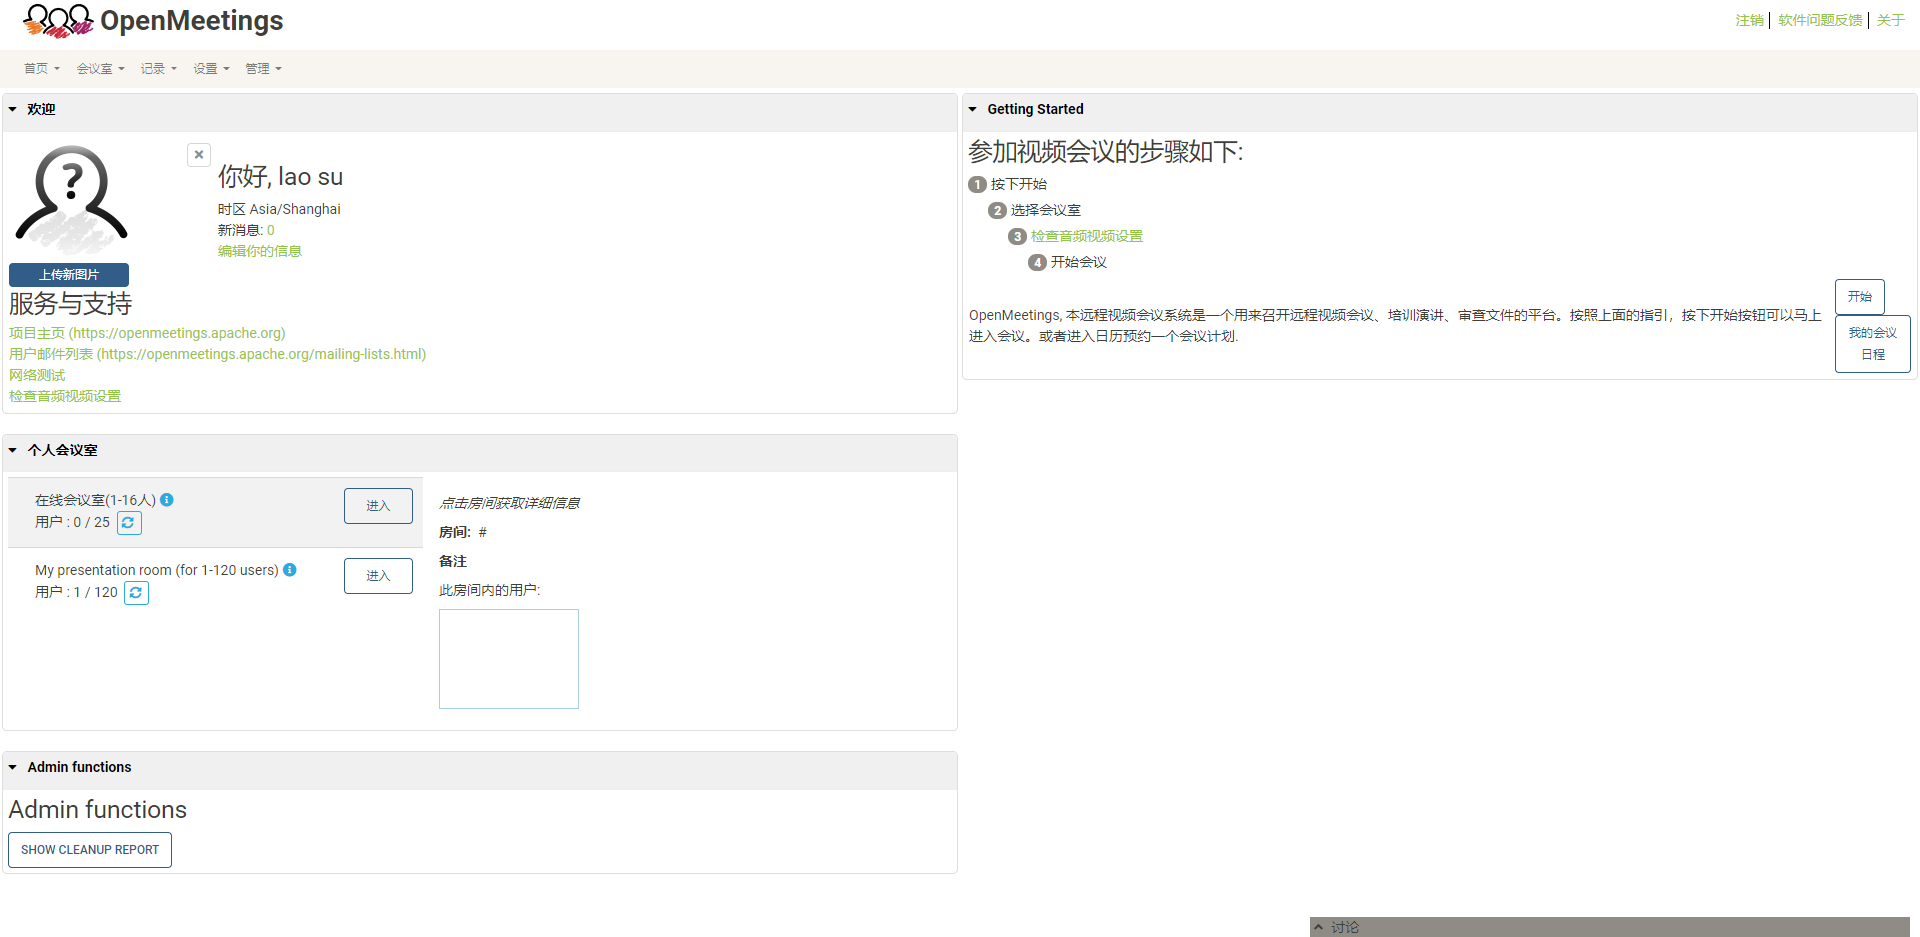 OpenMeetings
注销 软件问题反馈 关于
首页 会议室 记录 设置 管理
欢迎
你好, lao su
时区 Asia/Shanghai
新消息: 0
编辑你的信息
上传新图片
服务与支持
项目主页 (https://openmeetings.apache.org)
用户邮件列表 (https://openmeetings.apache.org/mailing-lists.html)
网络测试
检查音频视频设置
Getting Started
参加视频会议的步骤如下:
1 按下开始
2 选择会议室
3 检查音频视频设置
4 开始会议
OpenMeetings, 本远程视频会议系统是一个用来召开远程视频会议、培训演讲、审查文件的平台。按照上面的指引，按下开始按钮可以马上
进入会议。或者进入日历预约一个会议计划.
开始
我的会议
日程
个人会议室
在线会议室(1-16人)
用户 : 0 / 25
进入
My presentation room (for 1-120 users)
用户 : 1 / 120
进入
点击房间获取详细信息
房间: #
备注
此房间内的用户:
Admin functions
Admin functions
SHOW CLEANUP REPORT
讨论